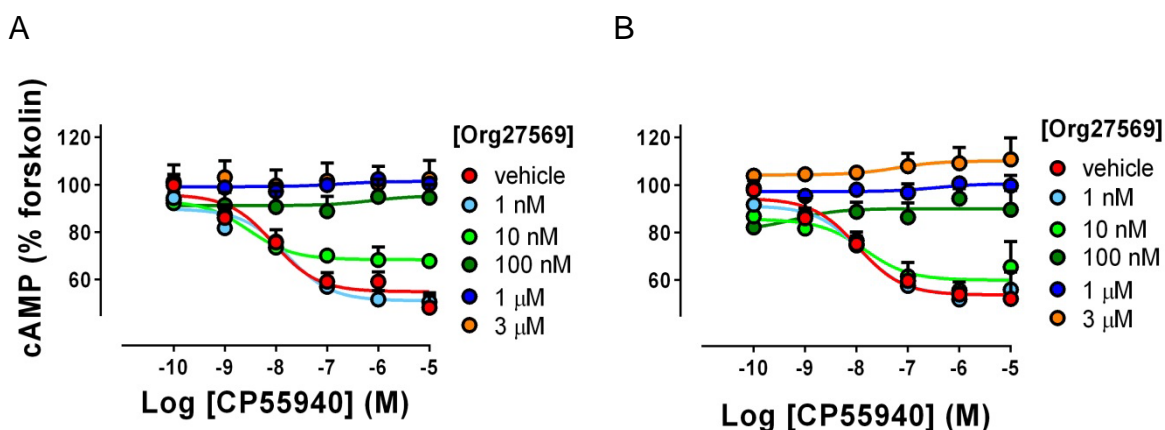 A
B
cAMP (% forskolin)
120
100
80
60
-10 -9 -8 -7 -6 -5
Log [CP55940] (M)
[Org27569]
vehicle
1 nM
10 nM
100 nM
1 μM
3 μM
120
100
80
60
-10 -9 -8 -7 -6 -5
Log [CP55940] (M)
[Org27569]
vehicle
1 nM
10 nM
100 nM
1 μM
3 μM